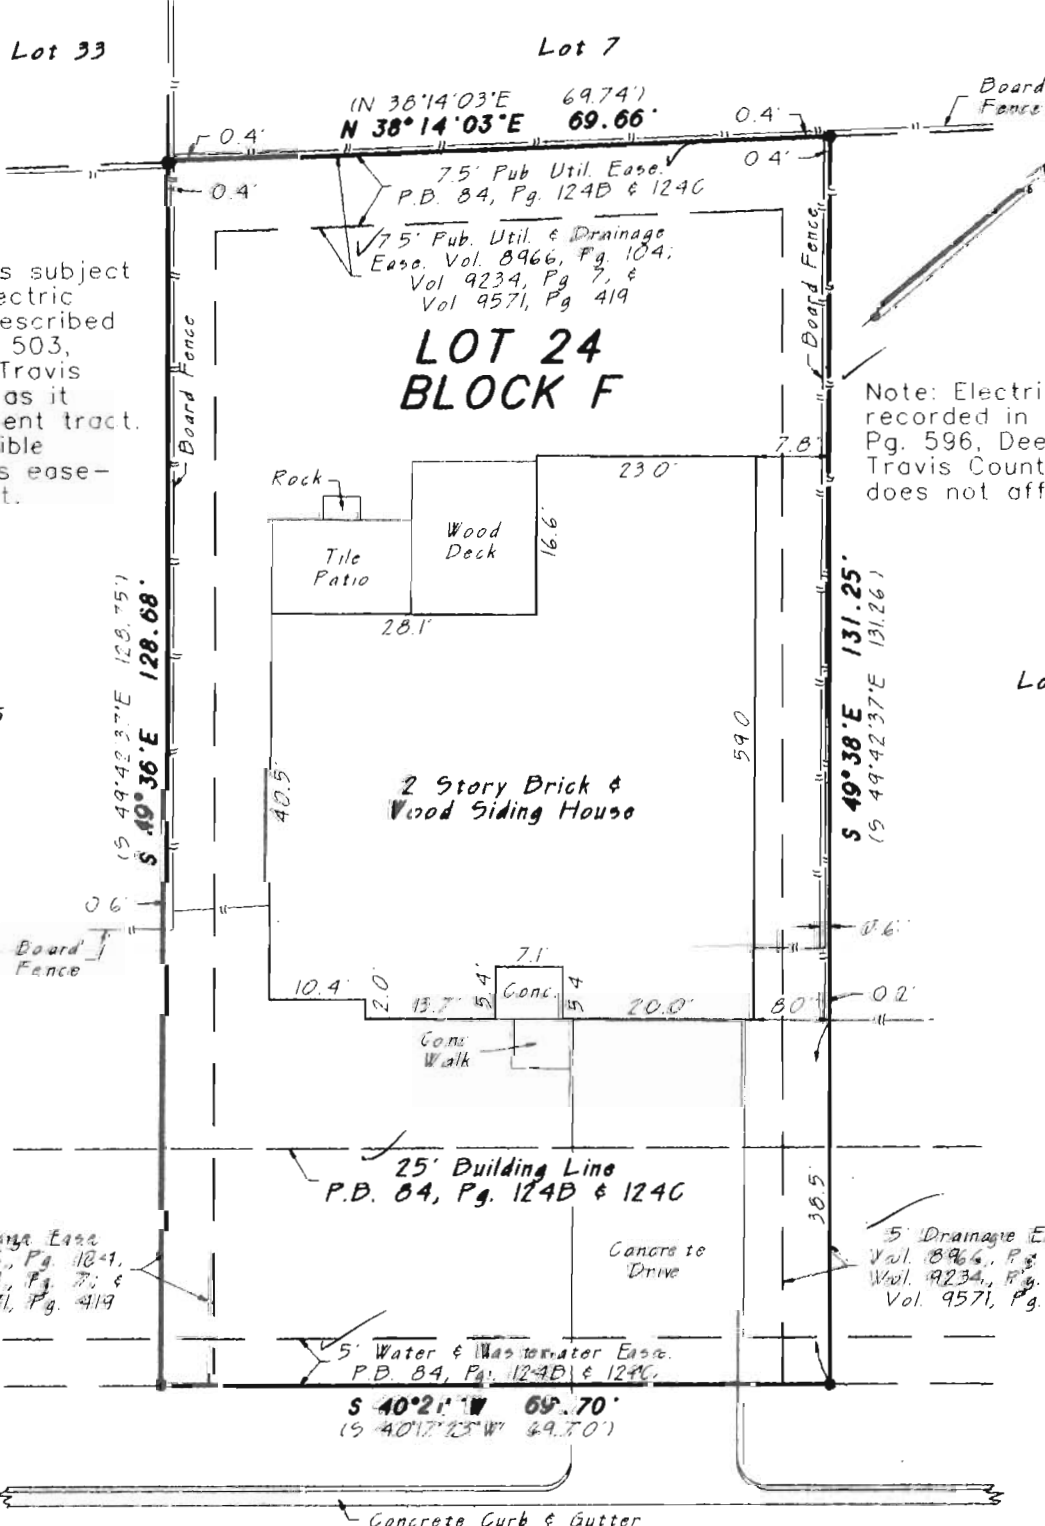 Lot 33
Lot 7
Board
Fence
(N 38°14'03"E 69.74')
N 38°14'03"E 69.66'
0.4'
0.4'
0.4'
0.4'
7.5' Pub Util. Ease.
P.B. 84, Pg. 124B & 124C
7.5' Pub. Util. & Drainage
Ease. Vol. 8966, Pg. 104;
Vol 9234, Pg 7, &
Vol 9571, Pg 419
LOT 24
BLOCK F
s subject
ectric
escribed
503,
Travis
as it
ent tract.
ible
s ease-
t.
Board Fence
Board Fence
Note: Electri
recorded in
Pg. 596, Dee
Travis Count
does not aff
7.8'
23.0'
Rock
Tile
Patio
Wood
Deck
16.6'
28.1'
(S 49°42'37"E 128.75')
S 49°36'E 128.68'
S 49°38'E 131.25'
(S 49°42'37"E 131.26')
Lo
59.0
40.5'
2 Story Brick &
Wood Siding House
0.6'
Board
Fence
0.6'
0.2'
10.4'
2.0'
13.7'
5.4'
7.1'
Conc.
5.4'
20.0'
8.0'
Conc
Walk
25' Building Line
P.B. 84, Pg. 124B & 124C
38.5'
Concrete
Drive
Ease
Pg. 104,
Pg. 7, &
Pg. 419
5' Drainage E
Vol. 8966, Pg
Vol. 9234, Pg.
Vol. 9571, Pg.
5' Water & Wastewater Ease.
P.B. 84, Pg. 124B & 124C
S 40°21'W 69.70'
(S 40°17'23"W 69.70')
Concrete Curb & Gutter